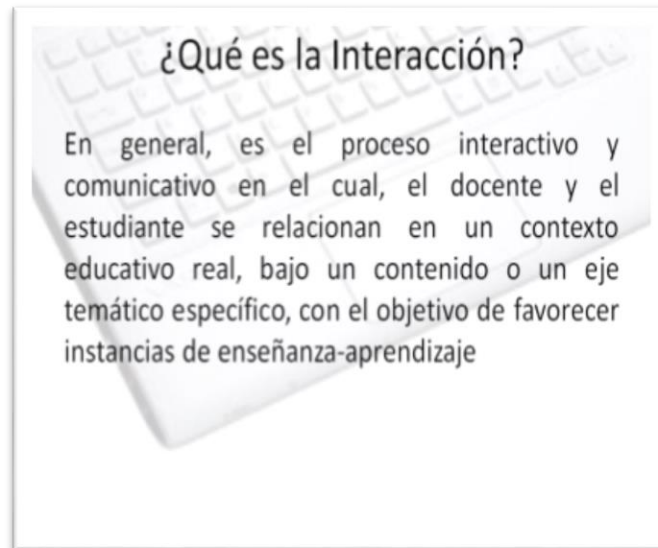 ¿Qué es la Interacción?
En general, es el proceso interactivo y
comunicativo en el cual, el docente y el
estudiante se relacionan en un contexto
educativo real, bajo un contenido o un eje
temático específico, con el objetivo de favorecer
instancias de enseñanza-aprendizaje